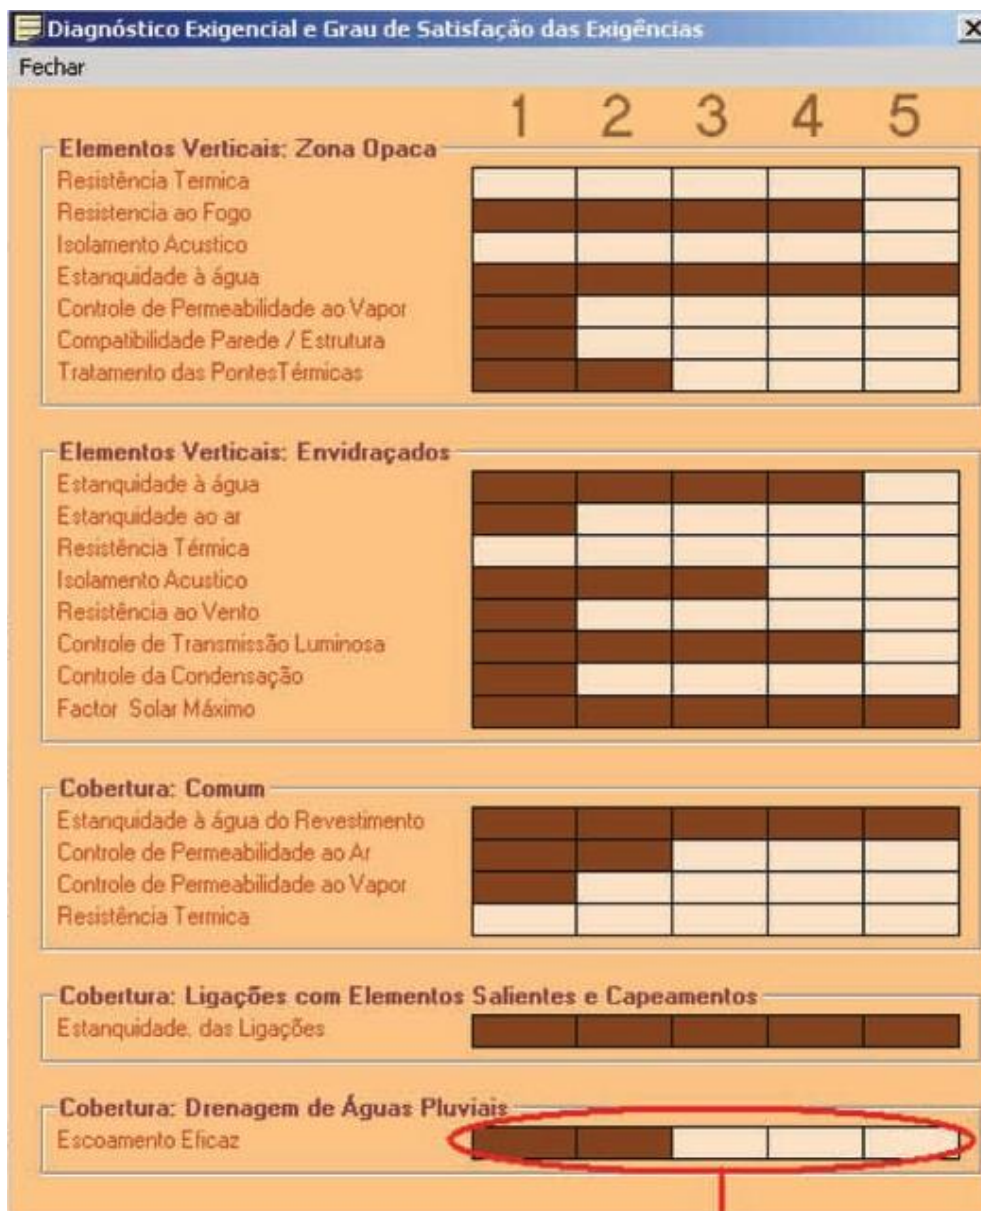 Diagnóstico Exigencial e Grau de Satisfação das Exigências
Fechar
1 2 3 4 5
Elementos Verticais: Zona Opaca
Resistência Termica
Resistencia ao Fogo
Isolamento Acustico
Estanquidade à água
Controle de Permeabilidade ao Vapor
Compatibilidade Parede / Estrutura
Tratamento das PontesTérmicas
Elementos Verticais: Envidraçados
Estanquidade à água
Estanquidade ao ar
Resistência Térmica
Isolamento Acustico
Resistência ao Vento
Controle de Transmissão Luminosa
Controle da Condensação
Factor Solar Máximo
Cobertura: Comum
Estanquidade à água do Revestimento
Controle de Permeabilidade ao Ar
Controle de Permeabilidade ao Vapor
Resistência Termica
Cobertura: Ligações com Elementos Salientes e Capeamentos
Estanquidade. das Ligações
Cobertura: Drenagem de Águas Pluviais
Escoamento Eficaz